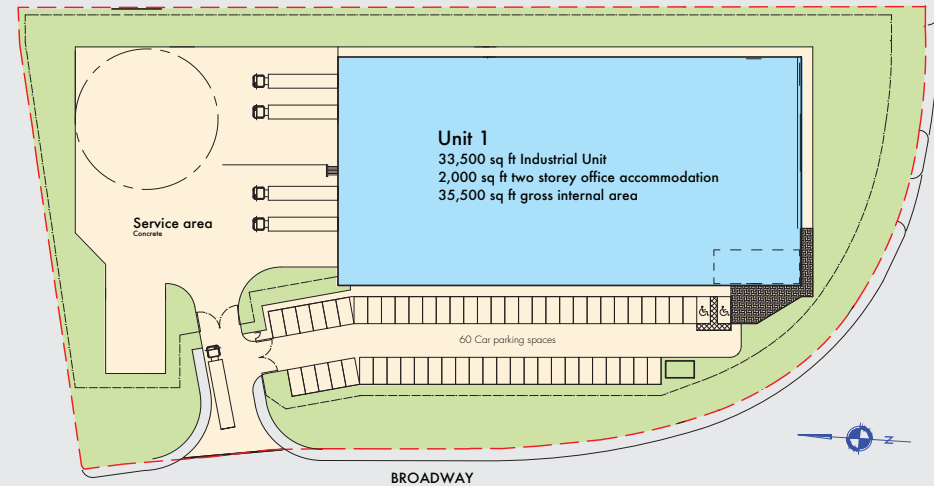 Unit 1
33,500 sq ft Industrial Unit
2,000 sq ft two storey office accommodation
35,500 sq ft gross internal area
Service area
Concrete
60 Car parking spaces
N
BROADWAY